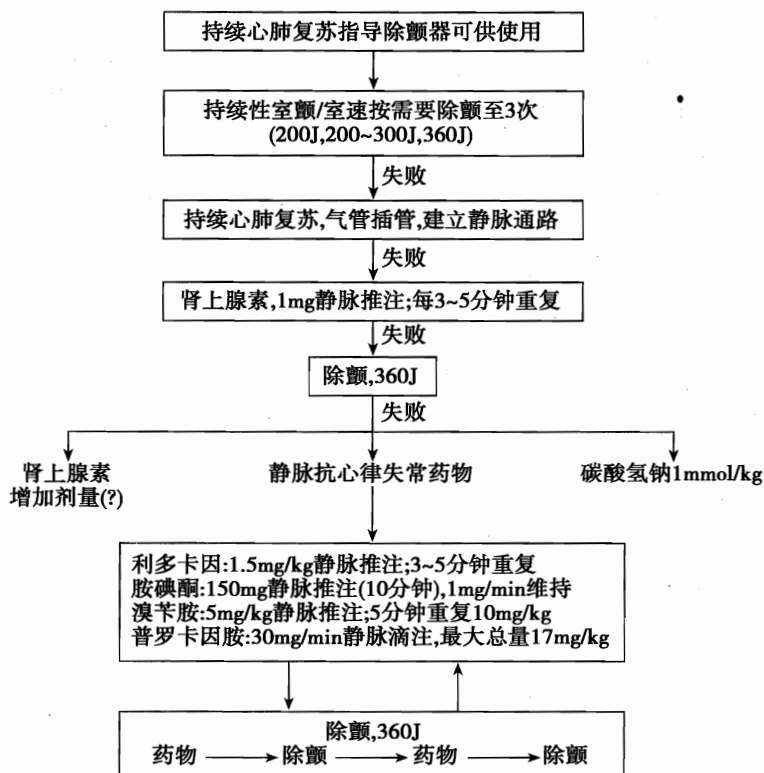 持续心肺复苏指导除颤器可供使用
持续性室颤/室速按需要除颤至3次
(200J,200~300J,360J)
失败
持续心肺复苏,气管插管,建立静脉通路
失败
肾上腺素,1mg静脉推注;每3~5分钟重复
失败
除颤,360J
失败
肾上腺素
增加剂量(?)
静脉抗心律失常药物
碳酸氢钠1mmol/kg
利多卡因:1.5mg/kg静脉推注;3~5分钟重复
胺碘酮:150mg静脉推注(10分钟),1mg/min维持
溴苄胺:5mg/kg静脉推注;5分钟重复10mg/kg
普罗卡因胺:30mg/min静脉滴注,最大总量17mg/kg
除颤,360J
药物 除颤 药物 除颤